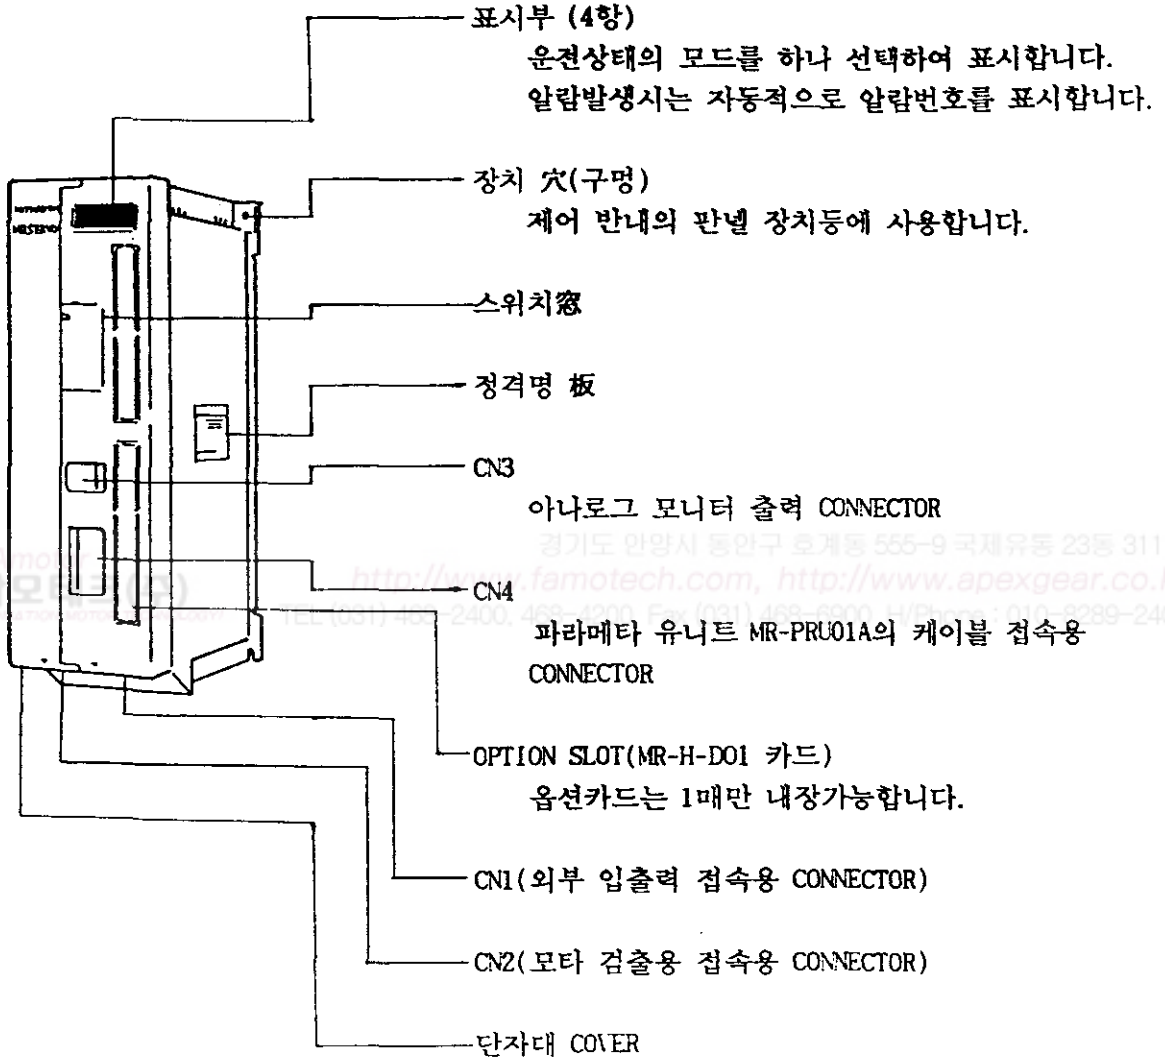 표시부 (4항)
운전상태의 모드를 하나 선택하여 표시합니다.
알람발생시는 자동적으로 알람번호를 표시합니다.
장치 穴(구멍)
제어 반내의 판넬 장치등에 사용합니다.
스위치窓
정격명 板
CN3
아나로그 모니터 출력 CONNECTOR
경기도 안양시 동안구 호계동 555-9 국제유통 23동 311
http://www.famotech.com, http://www.apexgear.co.
CN4
TEL (031) 468-2400, 468-4200, Fax (031) 468-6900, H/Phone : 010-8289-240
파라메타 유니트 MR-PRU01A의 케이블 접속용
CONNECTOR
OPTION SLOT(MR-H-D01 카드)
옵션카드는 1매만 내장가능합니다.
CN1(외부 입출력 접속용 CONNECTOR)
CN2(모타 검출용 접속용 CONNECTOR)
단자대 COVER